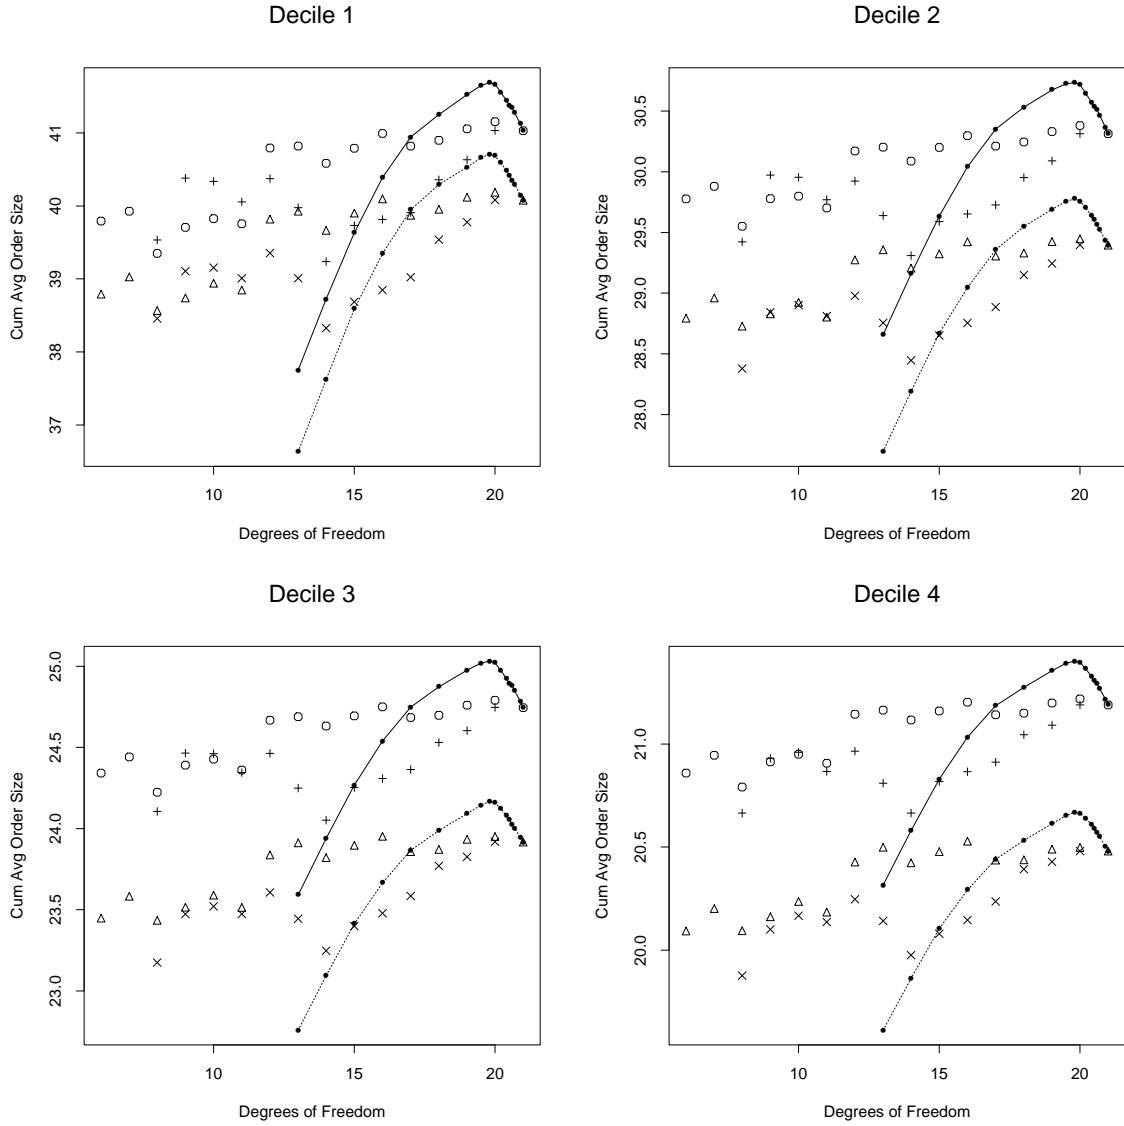 Decile 1
Cum Avg Order Size
37 38 39 40 41
10 15 20
Degrees of Freedom
Decile 2
Cum Avg Order Size
28.0 28.5 29.0 29.5 30.0 30.5
10 15 20
Degrees of Freedom
Decile 3
Cum Avg Order Size
23.0 23.5 24.0 24.5 25.0
10 15 20
Degrees of Freedom
Decile 4
Cum Avg Order Size
20.0 20.5 21.0
10 15 20
Degrees of Freedom